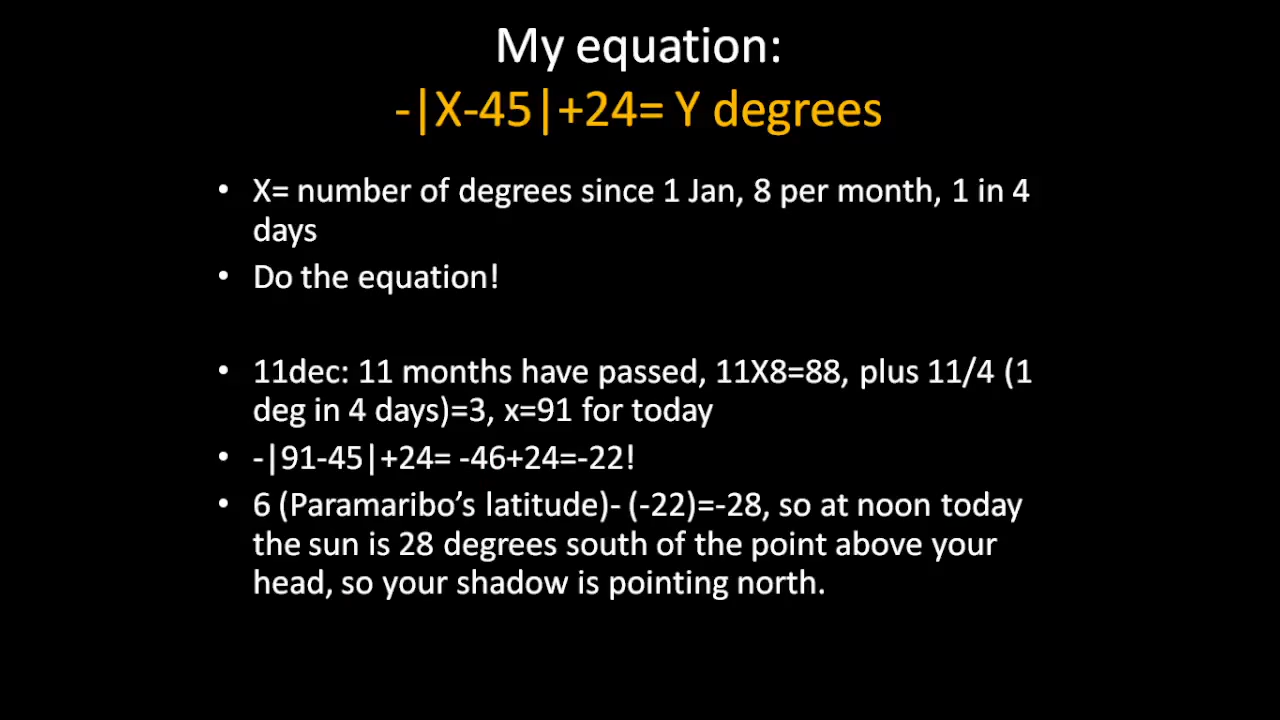 My equation:
-|X-45|+24= Y degrees
• X= number of degrees since 1 Jan, 8 per month, 1 in 4
days
• Do the equation!
• 11dec: 11 months have passed, 11X8=88, plus 11/4 (1
deg in 4 days)=3, x=91 for today
• -|91-45|+24= -46+24=-22!
• 6 (Paramaribo’s latitude)- (-22)=-28, so at noon today
the sun is 28 degrees south of the point above your
head, so your shadow is pointing north.